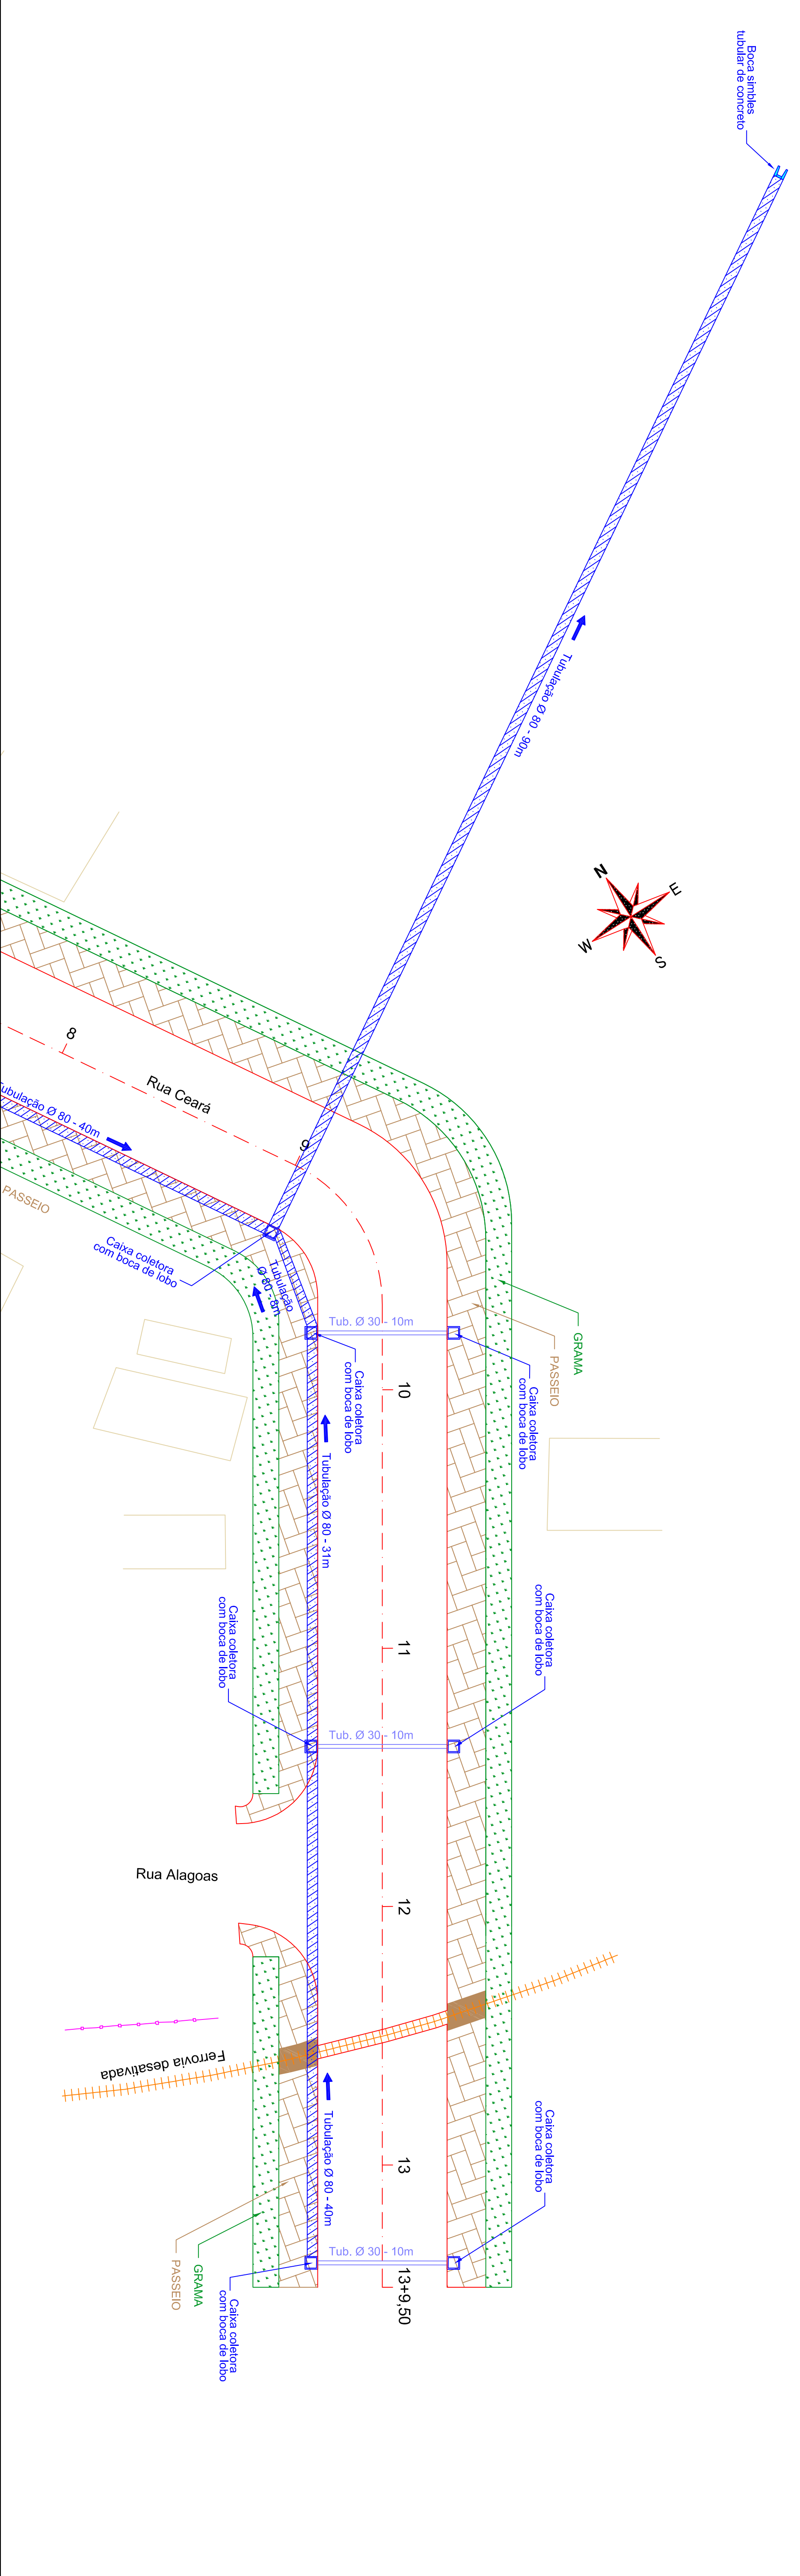 Boca simbles
tubular de concreto
Tubulação Ø 80 - 90m
N
E
W
S
8
Rua Ceará
9
Tubulação Ø 80 - 40m
PASSEIO
Caixa coletora
com boca de lobo
Tubulação
Ø 80 - 8m
Tub. Ø 30 - 10m
GRAMA
PASSEIO
Caixa coletora
com boca de lobo
Caixa coletora
com boca de lobo
10
Tubulação Ø 80 - 31m
Caixa coletora
com boca de lobo
Caixa coletora
com boca de lobo
11
Tub. Ø 30 - 10m
Rua Alagoas
12
Ferrovia desativada
Tubulação Ø 80 - 40m
13
Caixa coletora
com boca de lobo
Tub. Ø 30 - 10m
13+9,50
PASSEIO
GRAMA
Caixa coletora
com boca de lobo